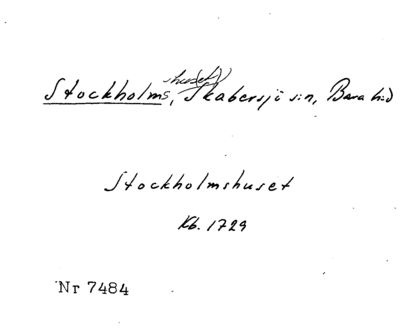 Stockholms, Skabersjö sn, Bara hd
(huset)
Stockholmshuset
Kb. 1729
Nr 7484